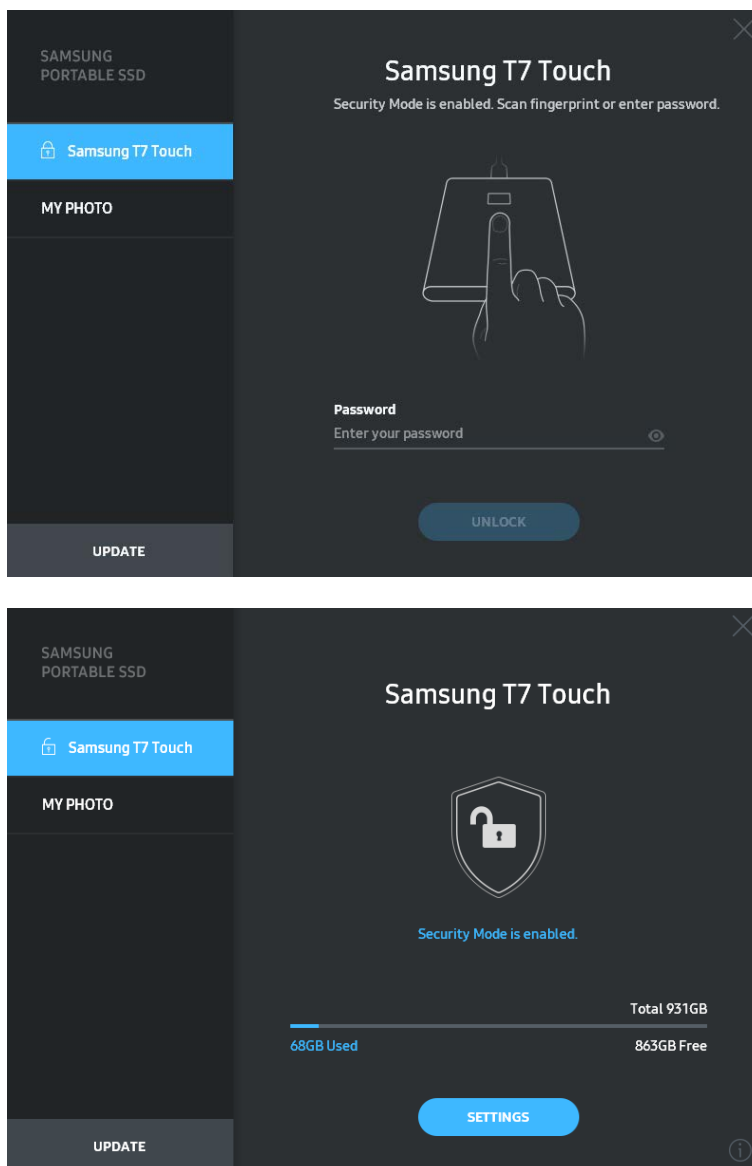 SAMSUNG
PORTABLE SSD
Samsung T7 Touch
MY PHOTO
UPDATE
Samsung T7 Touch
Security Mode is enabled. Scan fingerprint or enter password.
Password
Enter your password
UNLOCK
SAMSUNG
PORTABLE SSD
Samsung T7 Touch
MY PHOTO
UPDATE
Samsung T7 Touch
Security Mode is enabled.
Total 931GB
68GB Used
863GB Free
SETTINGS